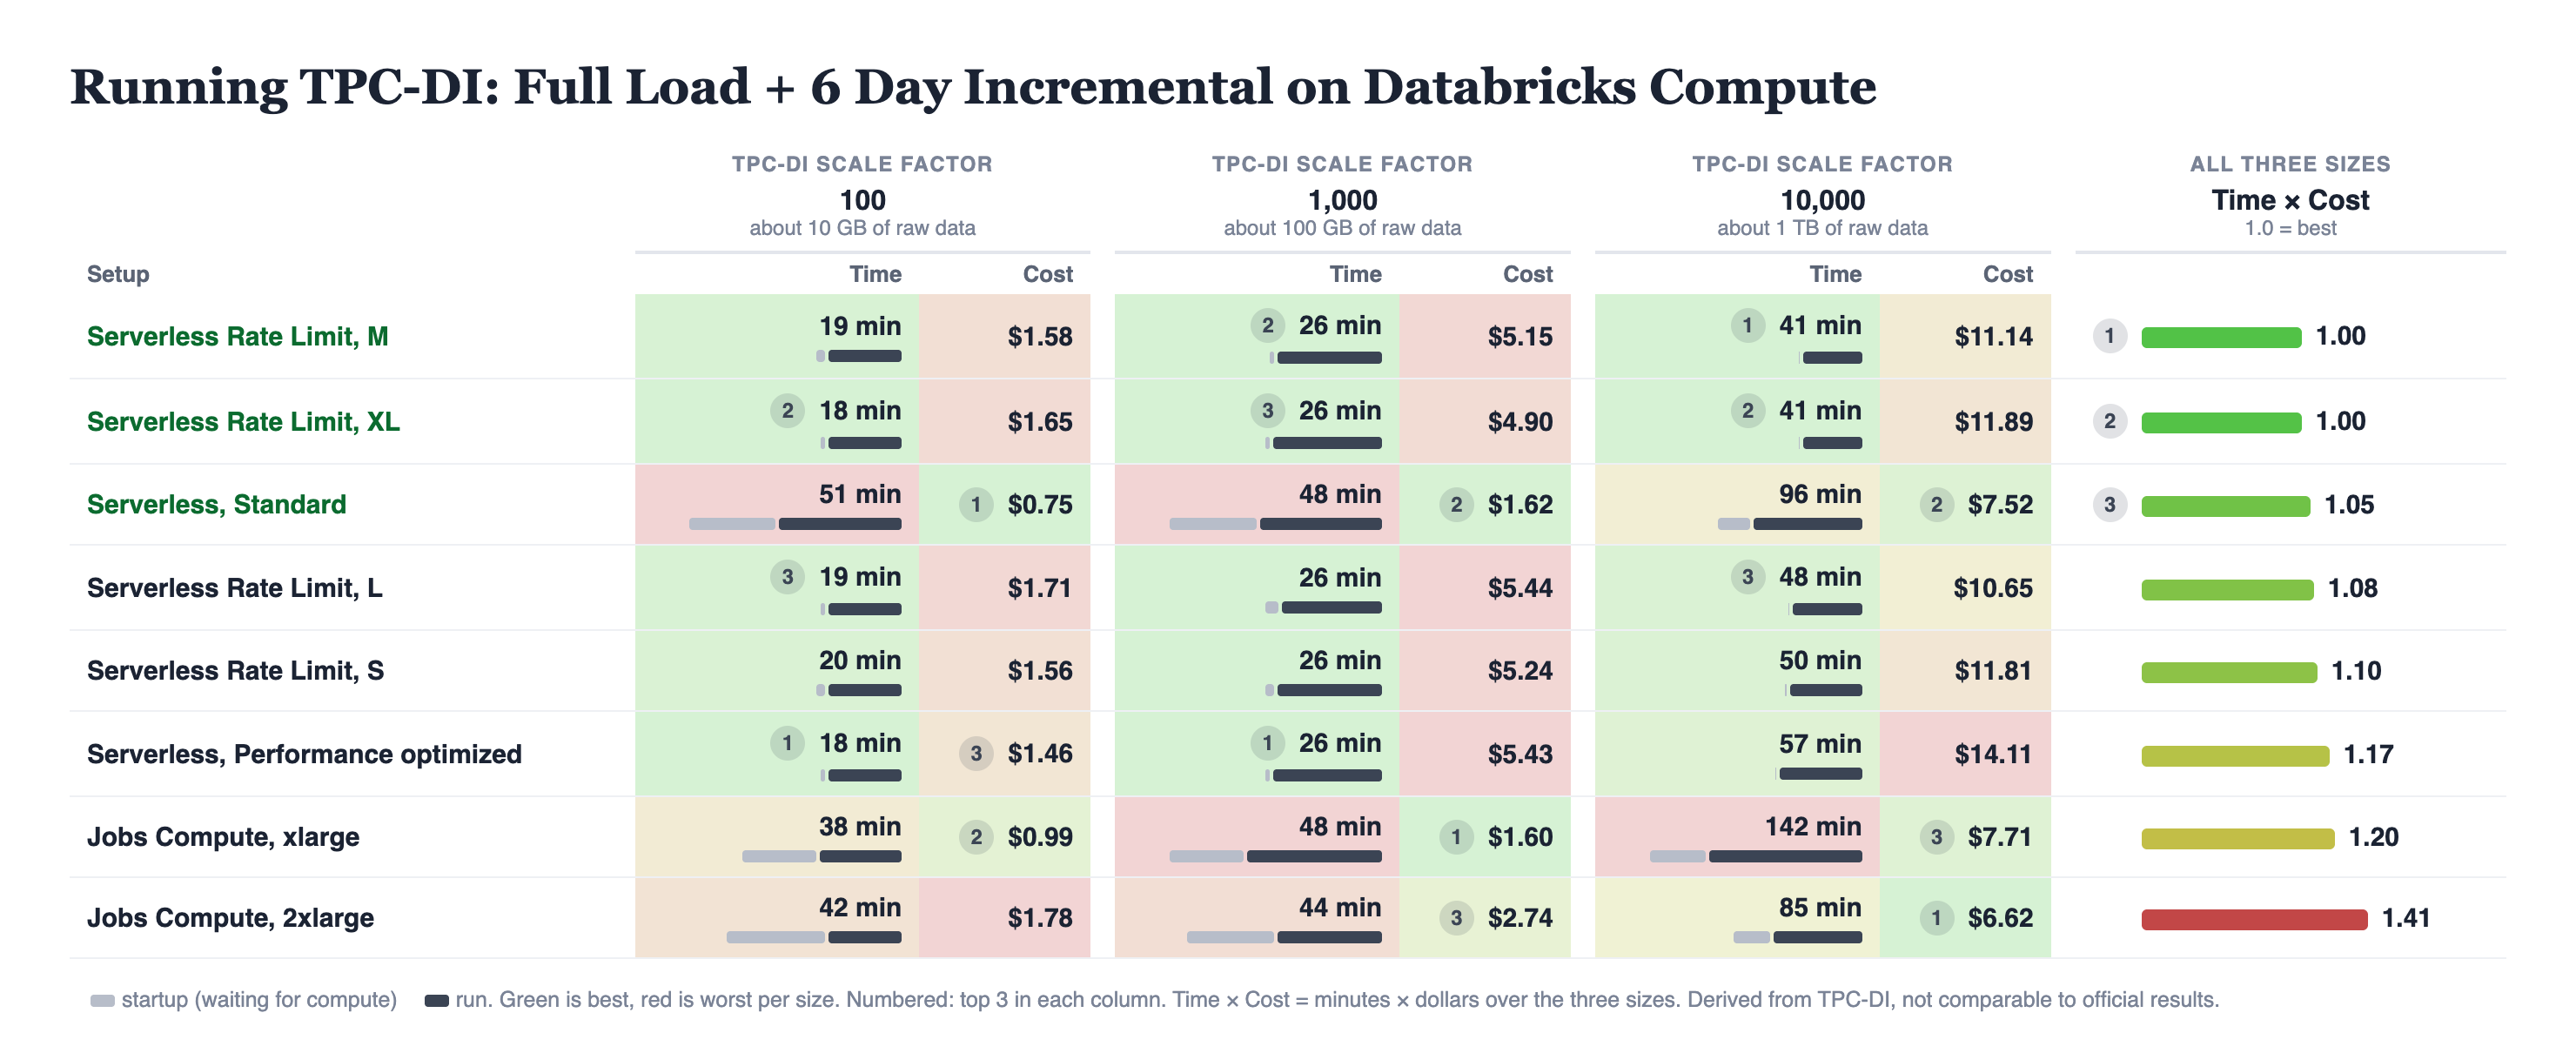 Running TPC-DI: Full Load + 6 Day Incremental on Databricks Compute
TPC-DI SCALE FACTOR TPC-DI SCALE FACTOR TPC-DI SCALE FACTOR ALL THREE SIZES
100 1,000 10,000 Time × Cost
about 10 GB of raw data about 100 GB of raw data about 1 TB of raw data 1.0 = best
Setup Time Cost Time Cost Time Cost
Serverless Rate Limit, M 19 min $1.58 2 26 min $5.15 1 41 min $11.14 1 1.00
Serverless Rate Limit, XL 2 18 min $1.65 3 26 min $4.90 2 41 min $11.89 2 1.00
Serverless, Standard 51 min 1 $0.75 48 min 2 $1.62 96 min 2 $7.52 3 1.05
Serverless Rate Limit, L 3 19 min $1.71 26 min $5.44 3 48 min $10.65 1.08
Serverless Rate Limit, S 20 min $1.56 26 min $5.24 50 min $11.81 1.10
Serverless, Performance optimized 1 18 min 3 $1.46 1 26 min $5.43 57 min $14.11 1.17
Jobs Compute, xlarge 38 min 2 $0.99 48 min 1 $1.60 142 min 3 $7.71 1.20
Jobs Compute, 2xlarge 42 min $1.78 44 min 3 $2.74 85 min 1 $6.62 1.41
startup (waiting for compute) run. Green is best, red is worst per size. Numbered: top 3 in each column. Time × Cost = minutes × dollars over the three sizes. Derived from TPC-DI, not comparable to official results.